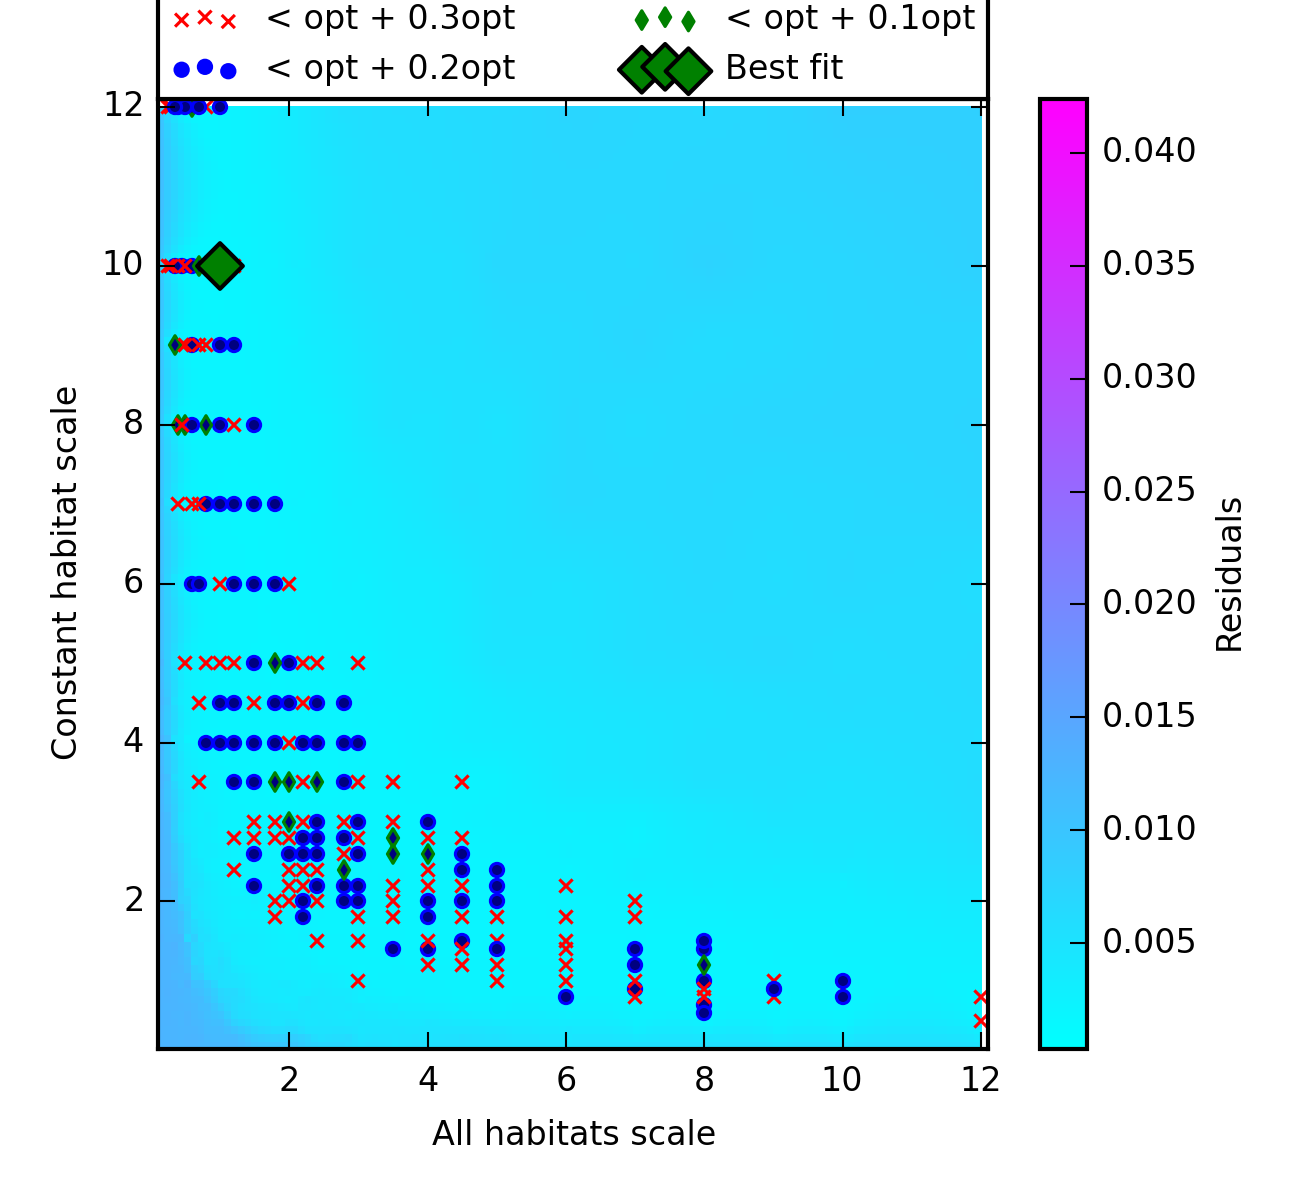 < opt + 0.3opt
< opt + 0.1opt
< opt + 0.2opt
Best fit
12
10
8
6
4
2
Constant habitat scale
2 4 6 8 10 12
All habitats scale
0.040
0.035
0.030
0.025
0.020
0.015
0.010
0.005
Residuals